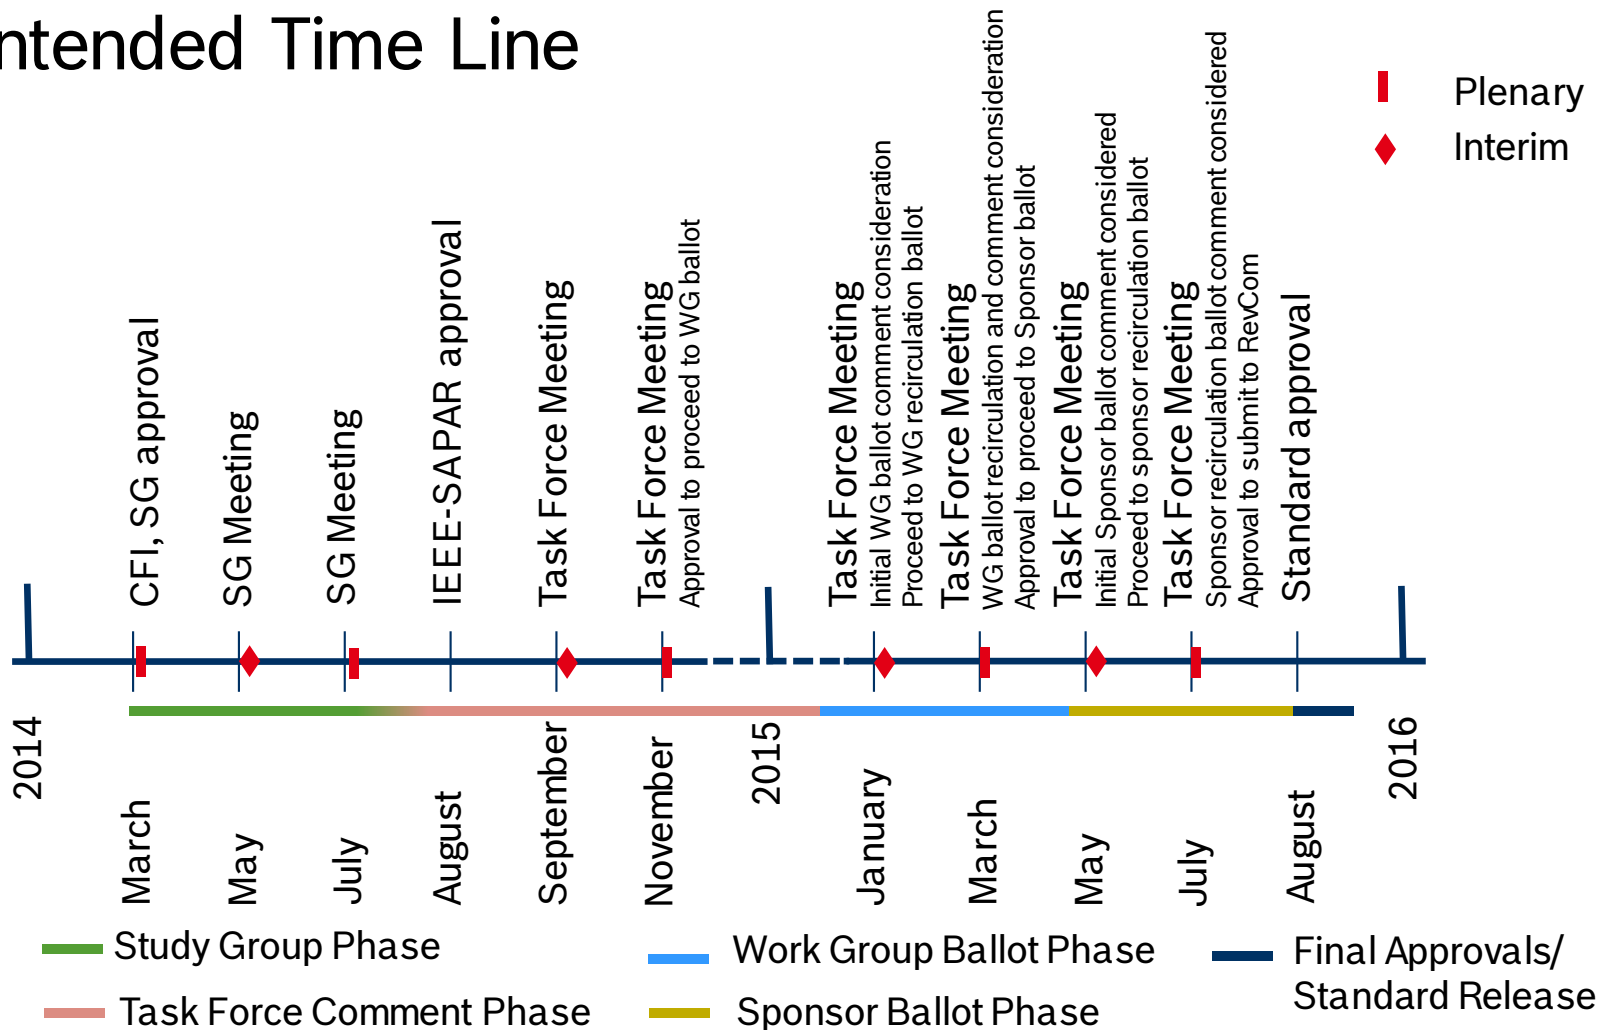 ntended Time Line
Plenary
Interim
CFI, SG approval
SG Meeting
SG Meeting
IEEE-SAPAR approval
Task Force Meeting
Task Force Meeting
Approval to proceed to WG ballot
Task Force Meeting
Initial WG ballot comment consideration
Proceed to WG recirculation ballot
Task Force Meeting
WG ballot recirculation and comment consideration
Approval to proceed to Sponsor ballot
Task Force Meeting
Initial Sponsor ballot comment considered
Proceed to sponsor recirculation ballot
Task Force Meeting
Sponsor recirculation ballot comment considered
Approval to submit to RevCom
Standard approval
2014
March
May
July
August
September
November
2015
January
March
May
July
August
2016
Study Group Phase
Task Force Comment Phase
Work Group Ballot Phase
Sponsor Ballot Phase
Final Approvals/
Standard Release